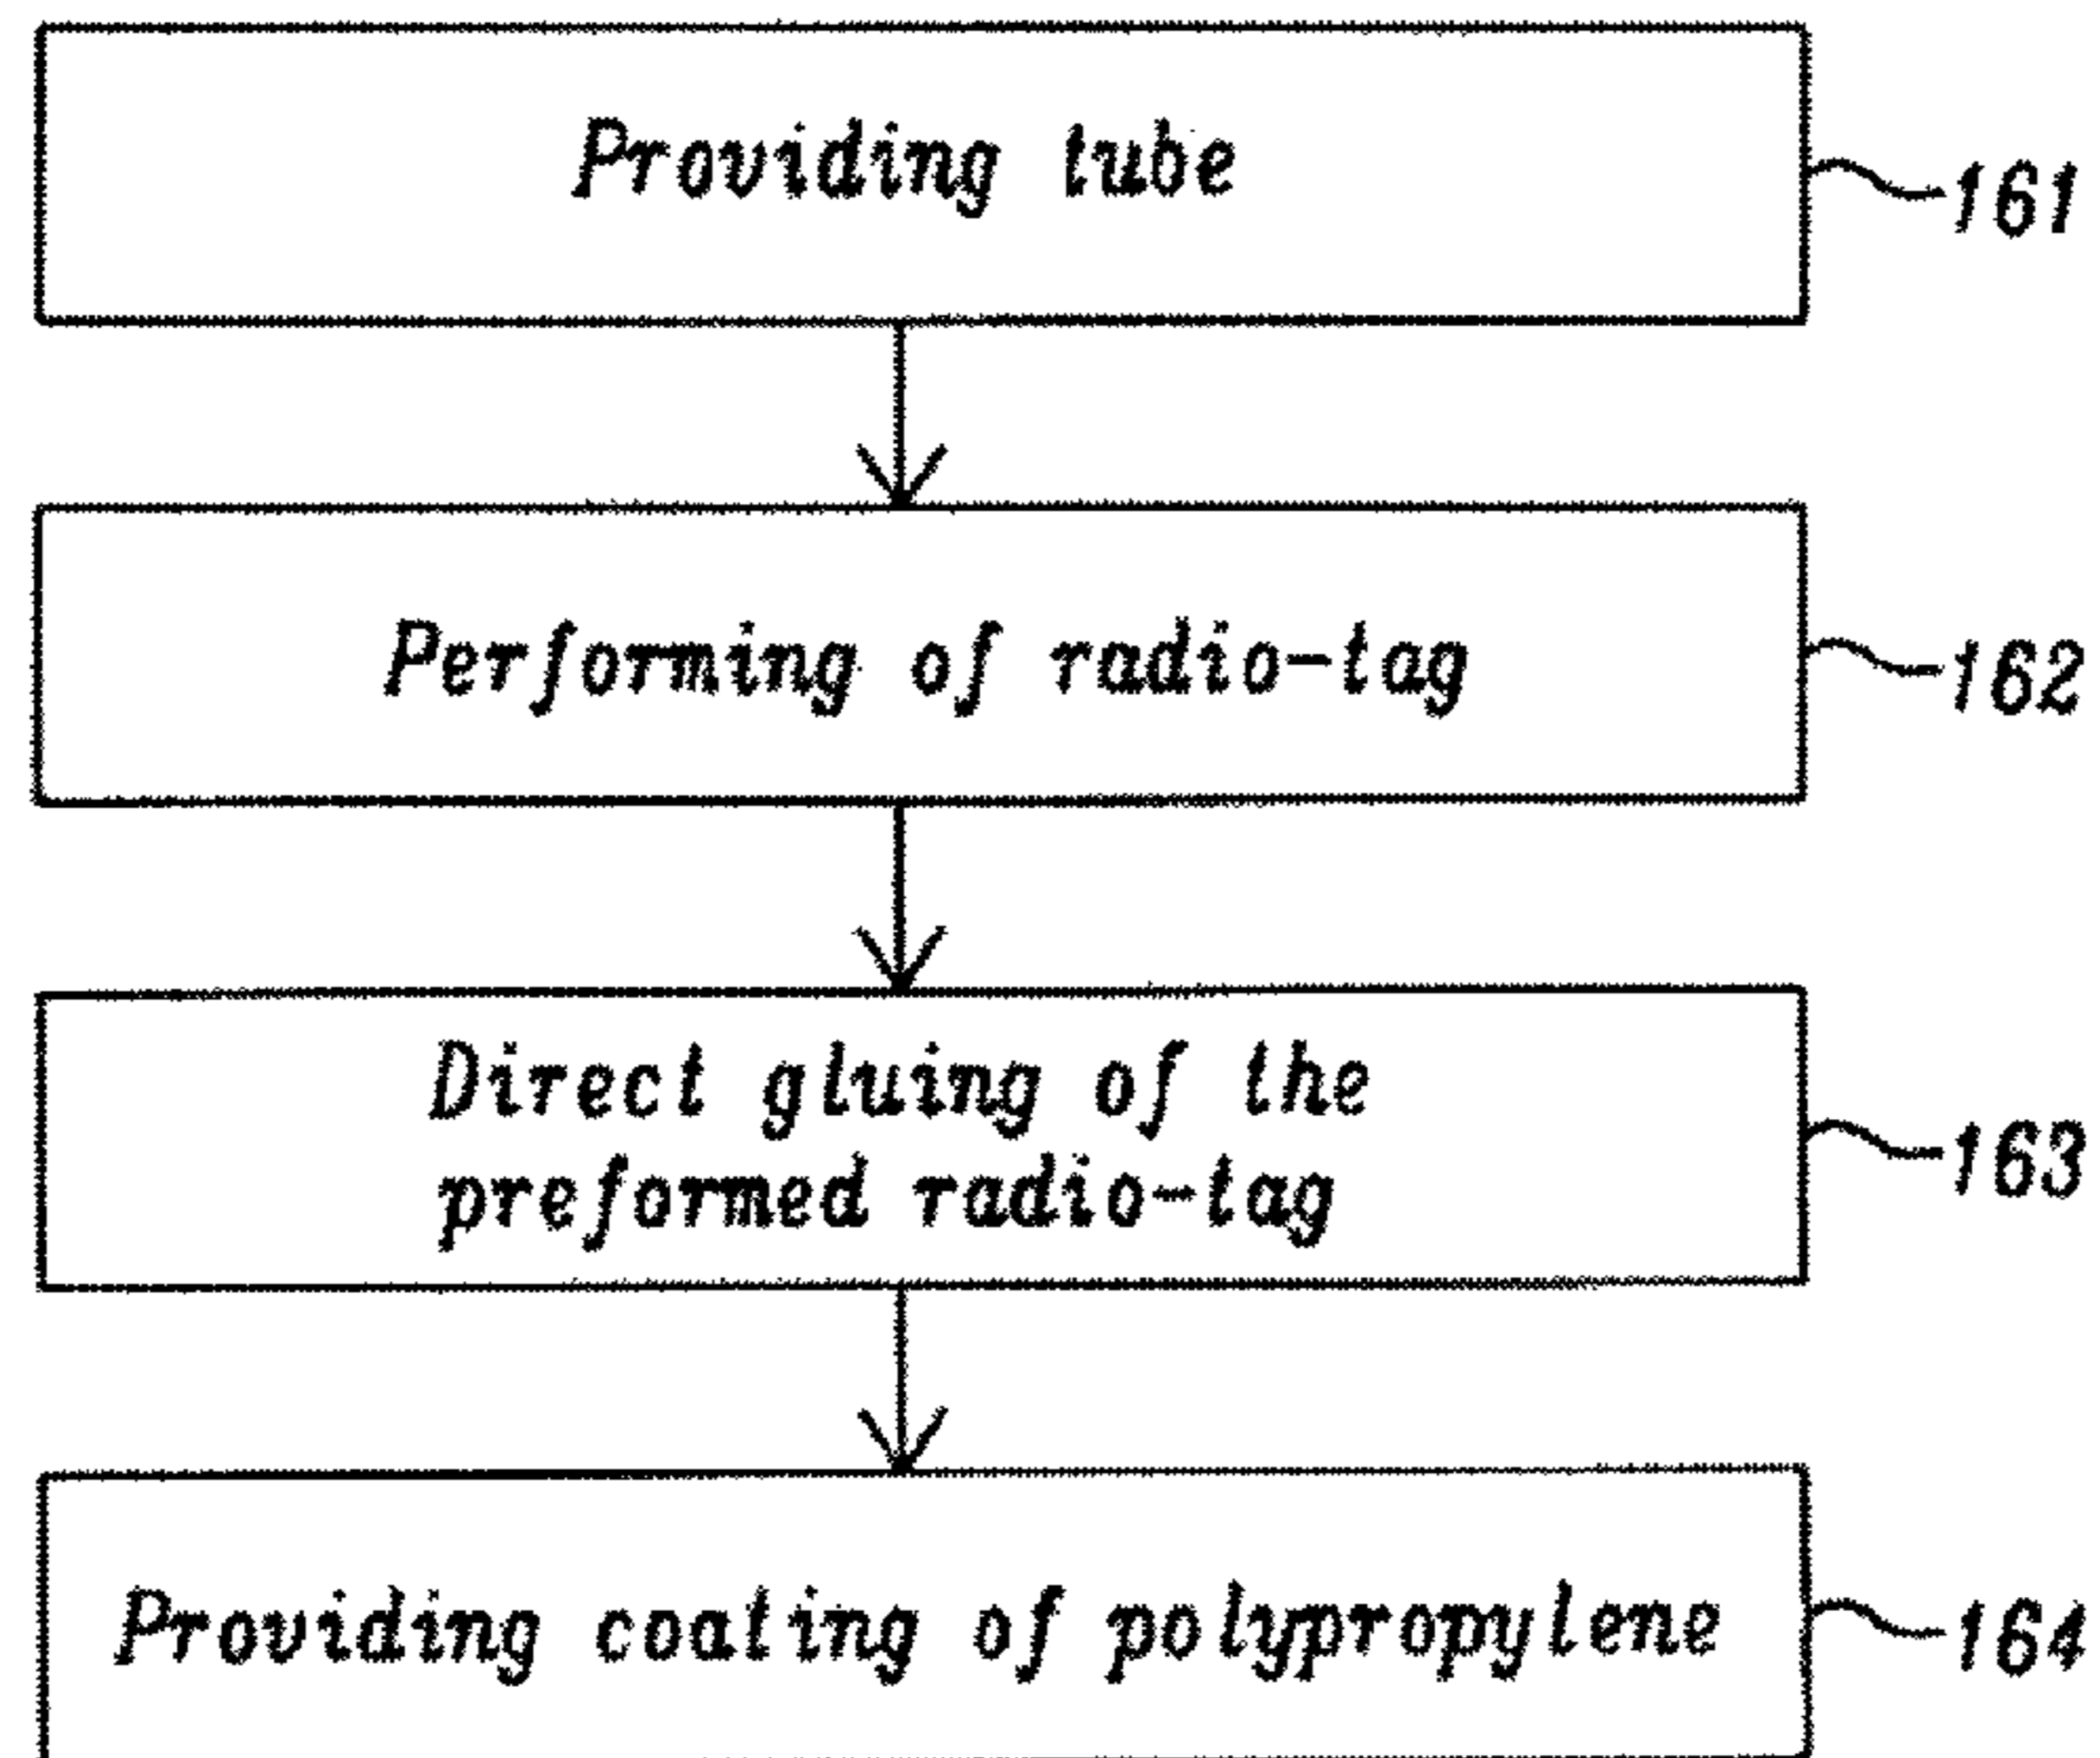 Providing tube
161
Performing of radio-tag
162
Direct gluing of the
preformed radio-tag
163
Providing coating of polypropylene
164